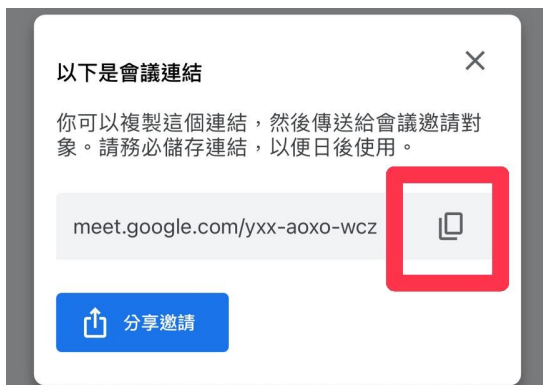 以下是會議連結
你可以複製這個連結，然後傳送給會議邀請對
象。請務必儲存連結，以便日後使用。
meet.google.com/yxx-aoxo-wcz
分享邀請